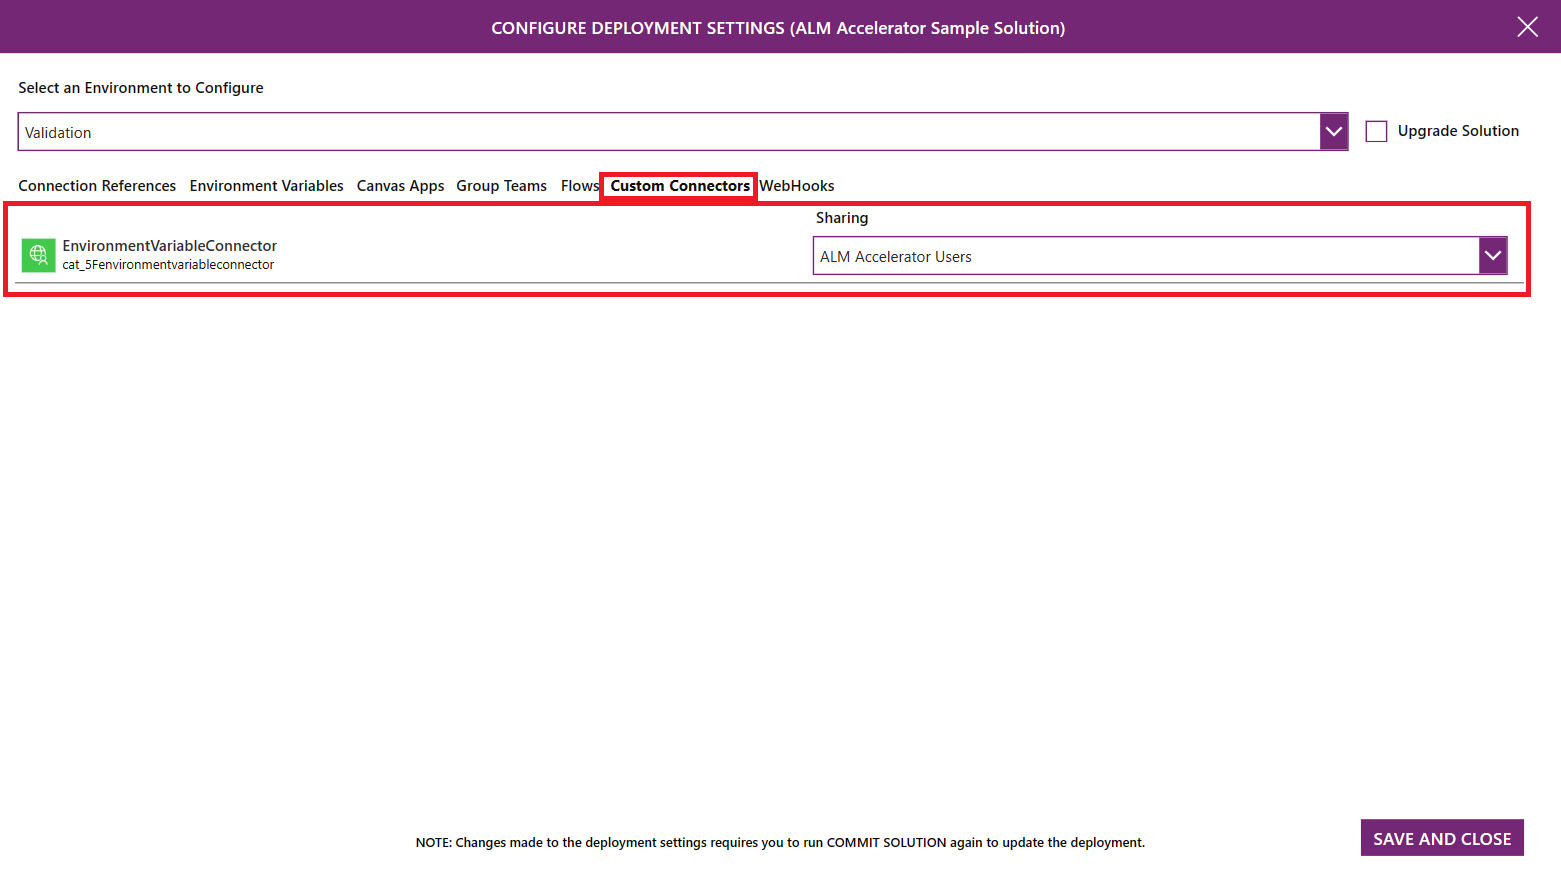 CONFIGURE DEPLOYMENT SETTINGS (ALM Accelerator Sample Solution)
Select an Environment to Configure
Validation
Upgrade Solution
Connection References Environment Variables Canvas Apps Group Teams Flows Custom Connectors WebHooks
Sharing
EnvironmentVariableConnector
cat_5Fenvironmentvariableconnector
ALM Accelerator Users
NOTE: Changes made to the deployment settings requires you to run COMMIT SOLUTION again to update the deployment.
SAVE AND CLOSE